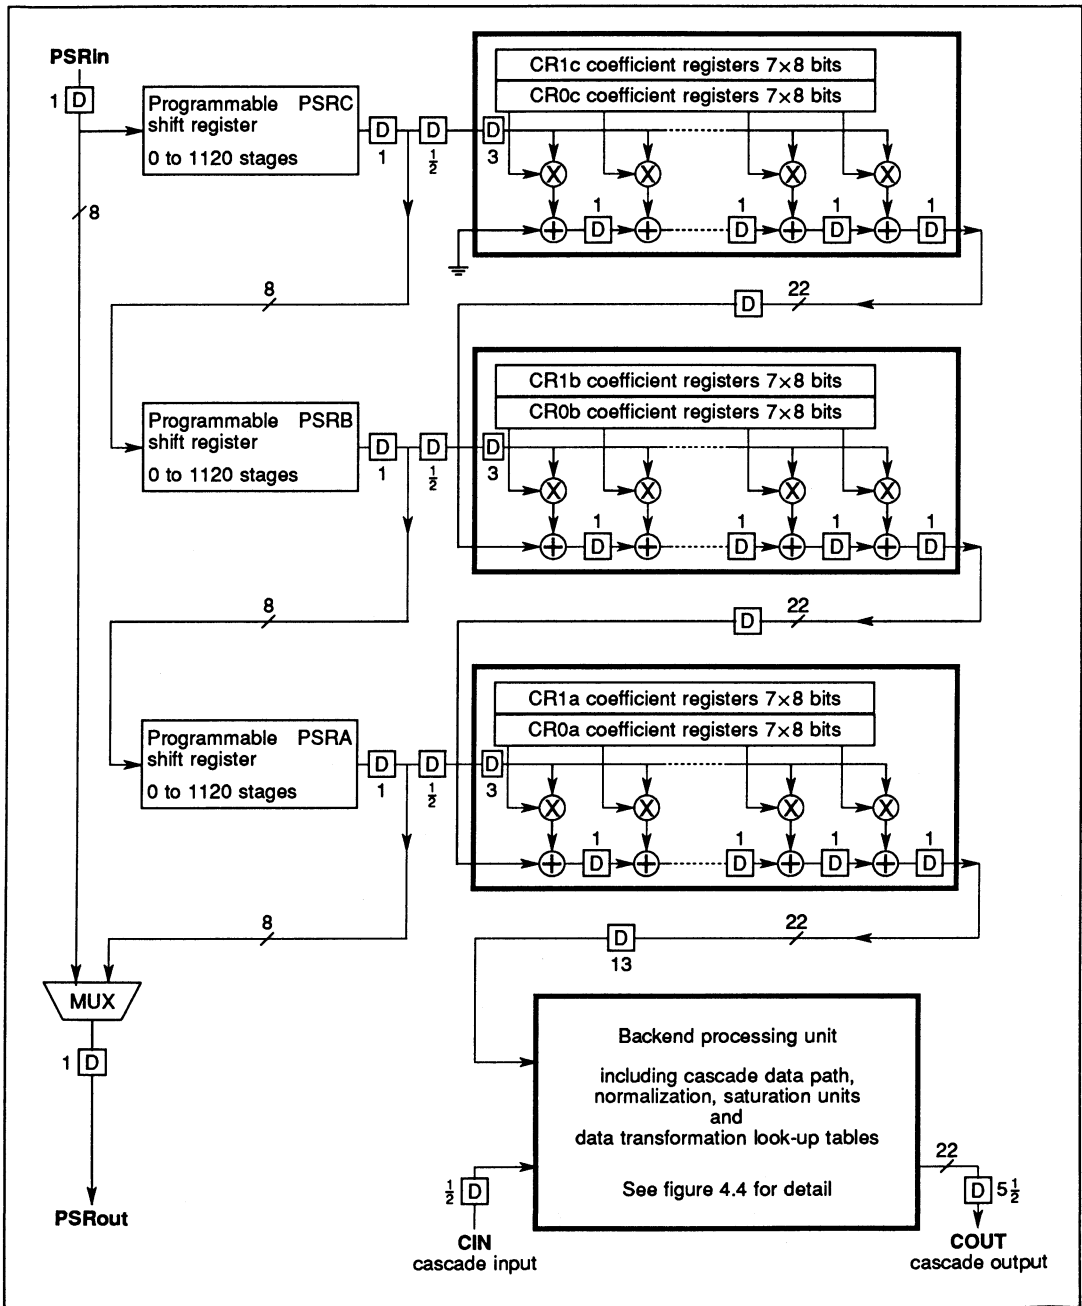 PSRin
1 D
Programmable PSRC
shift register
0 to 1120 stages
D
1
D
1/2
D
3
CR1c coefficient registers 7×8 bits
CR0c coefficient registers 7×8 bits
X X X X
1 1 1 1
+ D + D + D + D
8
8
D
22
Programmable PSRB
shift register
0 to 1120 stages
D
1
D
1/2
D
3
CR1b coefficient registers 7×8 bits
CR0b coefficient registers 7×8 bits
X X X X
1 1 1 1
+ D + D + D + D
8
D
22
Programmable PSRA
shift register
0 to 1120 stages
D
1
D
1/2
D
3
CR1a coefficient registers 7×8 bits
CR0a coefficient registers 7×8 bits
X X X X
1 1 1 1
+ D + D + D + D
8
D
13
22
MUX
1 D
PSRout
Backend processing unit
including cascade data path,
normalization, saturation units
and
data transformation look-up tables
See figure 4.4 for detail
1/2 D
CIN
cascade input
22
D 5 1/2
COUT
cascade output